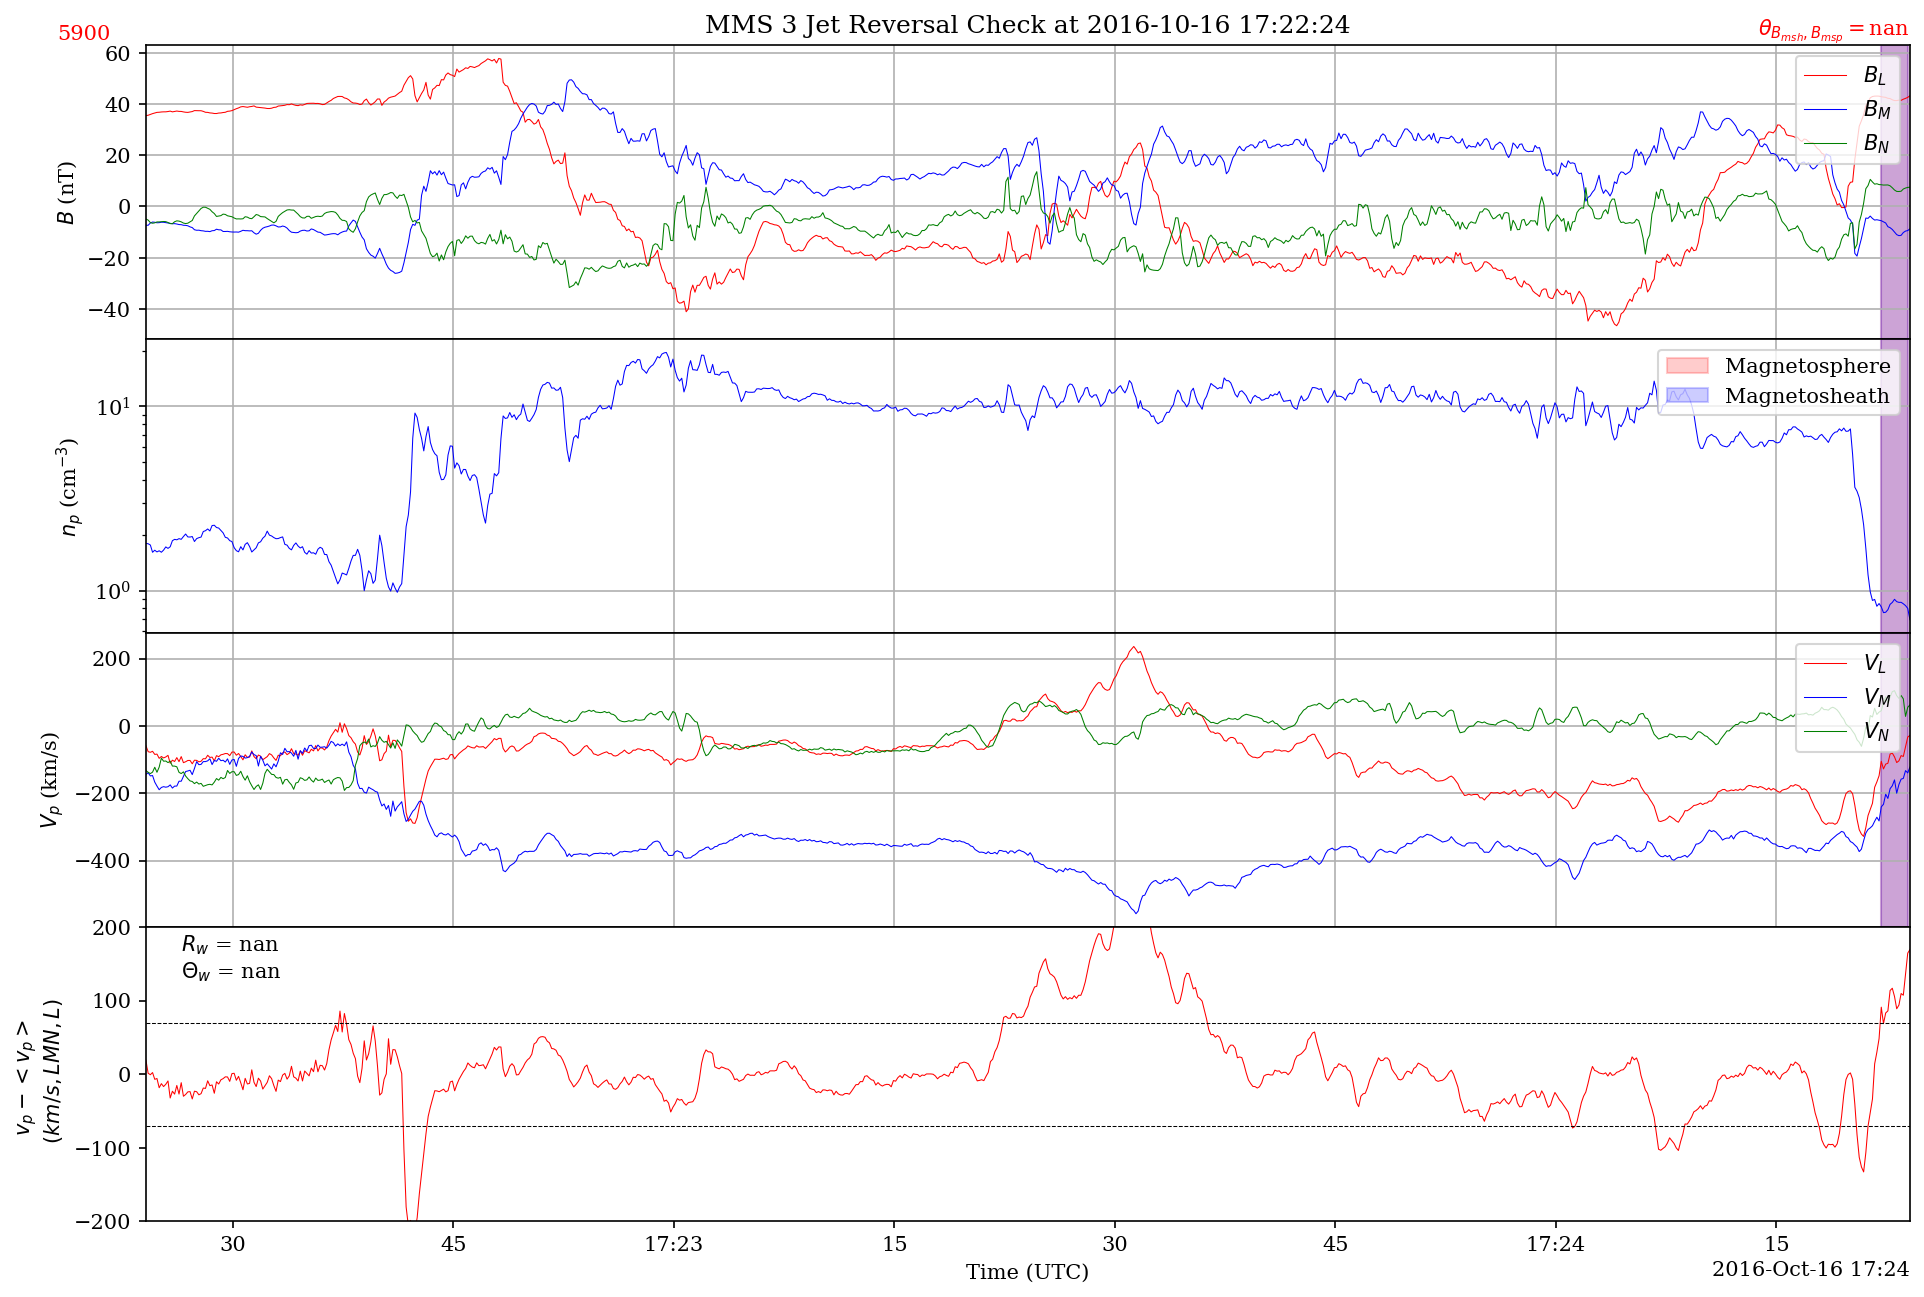 MMS 3 Jet Reversal Check at 2016-10-16 17:22:24
5900
θ_{B_{msh}, B_{msp}} = nan
60
40
20
0
−20
−40
B (nT)
B_L
B_M
B_N
10^1
10^0
n_p (cm^{−3})
Magnetosphere
Magnetosheath
200
0
−200
−400
V_p (km/s)
V_L
V_M
V_N
200
100
0
−100
−200
v_p − < v_p >
(km/s, LMN, L)
R_w = nan
Θ_w = nan
30 45 17:23 15 30 45 17:24 15
Time (UTC)
2016-Oct-16 17:24